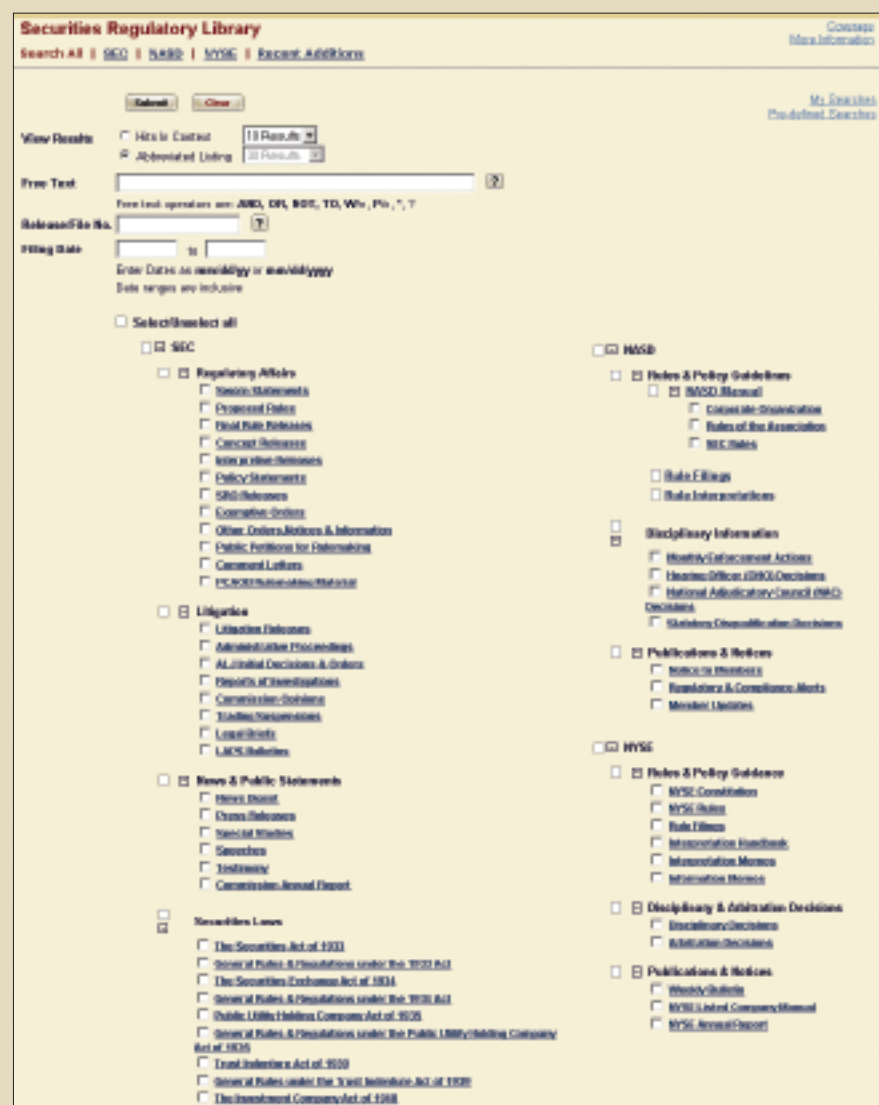 Securities Regulatory Library
Coverage
More Information
Search All | SEC | NASD | NYSE | Recent Additions
Submit Clear
My Searches
Pre-defined Searches
View Results Hits In Context 10 Results
Abbreviated Listing Results
Free Text ?
Free text operators are: AND, OR, NOT, TO, W/n, P/n, *, ?
Release/File No. ?
Filing Date to
Enter Dates as mm/dd/yy or mm/dd/yyyy
Date ranges are inclusive
Select/Unselect all
SEC
Regulatory Affairs
Statements
Proposed Rules
Final Rule Releases
Concept Releases
Interpretive Releases
Policy Statements
SRO Releases
Exemptive Orders
Other Orders, Notices & Information
Public Petitions for Rulemaking
Comment Letters
PCAOB Rulemaking Material
Litigation
Litigation Releases
Administrative Proceedings
ALJ Initial Decisions & Orders
Reports of Investigations
Commission Opinions
Trading Suspensions
Legal Briefs
Bulletins
News & Public Statements
News Digest
Press Releases
Special Studies
Speeches
Testimony
Commission Annual Report
Securities Laws
The Securities Act of 1933
General Rules & Regulations under the 1933 Act
The Securities Exchange Act of 1934
General Rules & Regulations under the 1934 Act
Public Utility Holding Company Act of 1935
General Rules & Regulations under the Public Utility Holding Company
Act of 1935
Trust Indenture Act of 1939
General Rules under the Trust Indenture Act of 1939
The Investment Company Act of 1940
NASD
Rules & Policy Guidelines
NASD Manual
Corporate Organization
Rules of the Association
SEC Rules
Rule Filings
Rule Interpretations
Disciplinary Information
Monthly Enforcement Actions
Hearing Officer (OHO) Decisions
National Adjudicatory Council (NAC)
Decisions
Statutory Disqualification Decisions
Publications & Notices
Notice to Members
Regulatory & Compliance Alerts
Member Updates
NYSE
Rules & Policy Guidance
NYSE Constitution
NYSE Rules
Rule Filings
Interpretation Handbook
Interpretation Memos
Information Memos
Disciplinary & Arbitration Decisions
Disciplinary Decisions
Arbitration Decisions
Publications & Notices
Weekly Bulletin
NYSE Listed Company Manual
NYSE Annual Report